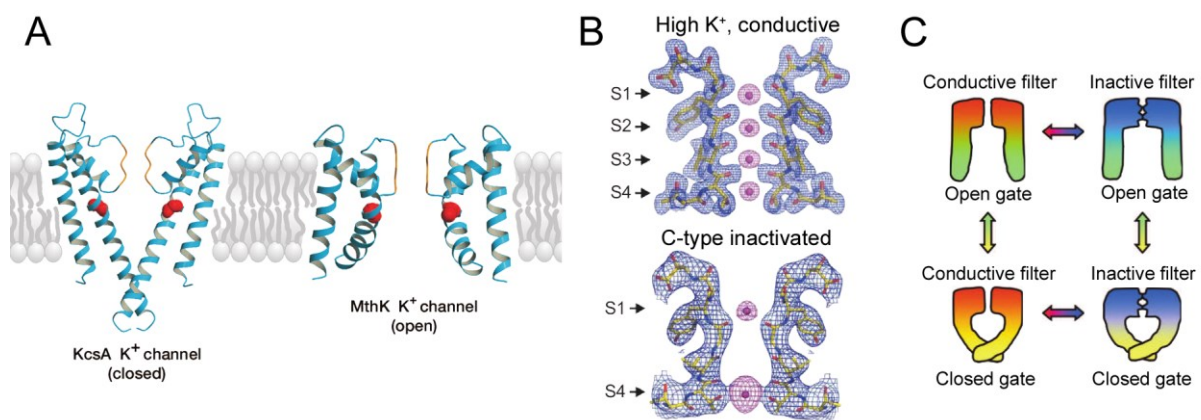 A
KcsA K⁺ channel
(closed)
MthK K⁺ channel
(open)
B
High K⁺, conductive
S1
S2
S3
S4
C-type inactivated
S1
S4
C
Conductive filter
Inactive filter
Open gate
Open gate
Conductive filter
Inactive filter
Closed gate
Closed gate